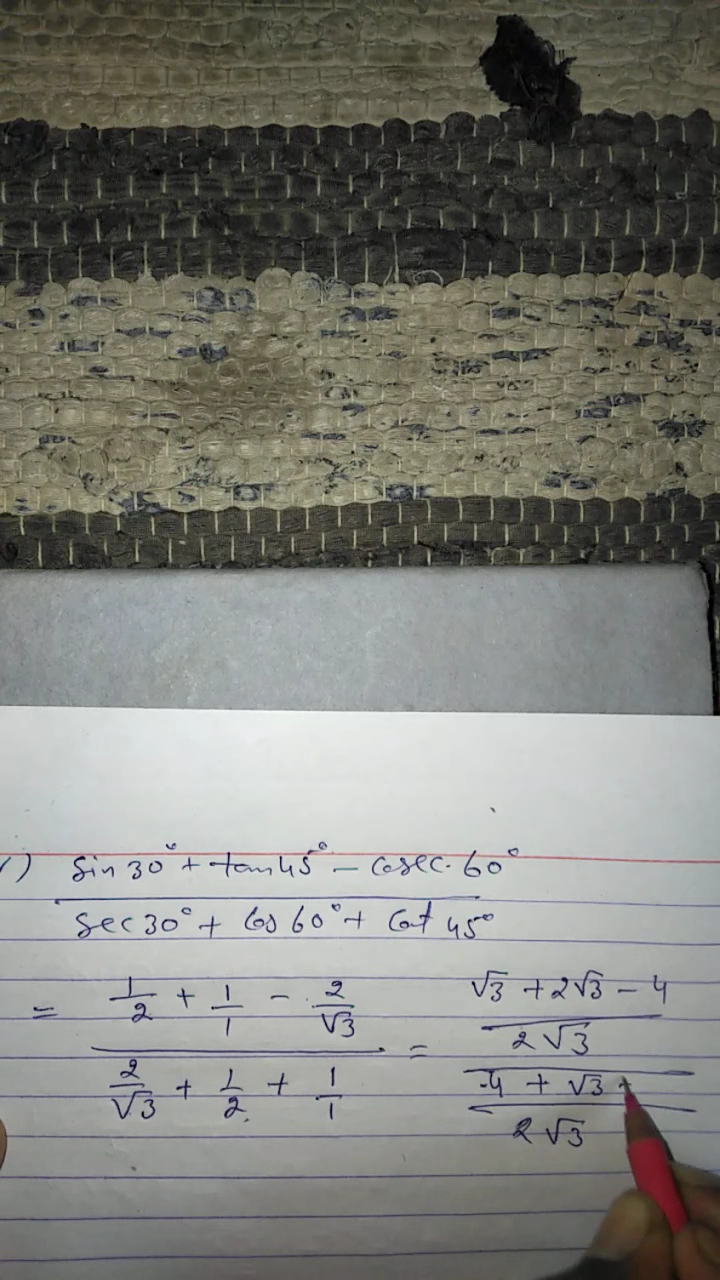 ) sin 30° + tan 45° - cosec. 60°
sec 30° + Cos 60° + Cot 45°
= 1/2 + 1/1 - 2/√3 = √3 + 2√3 - 4
2√3
2/√3 + 1/2 + 1/1
4 + √3
2√3